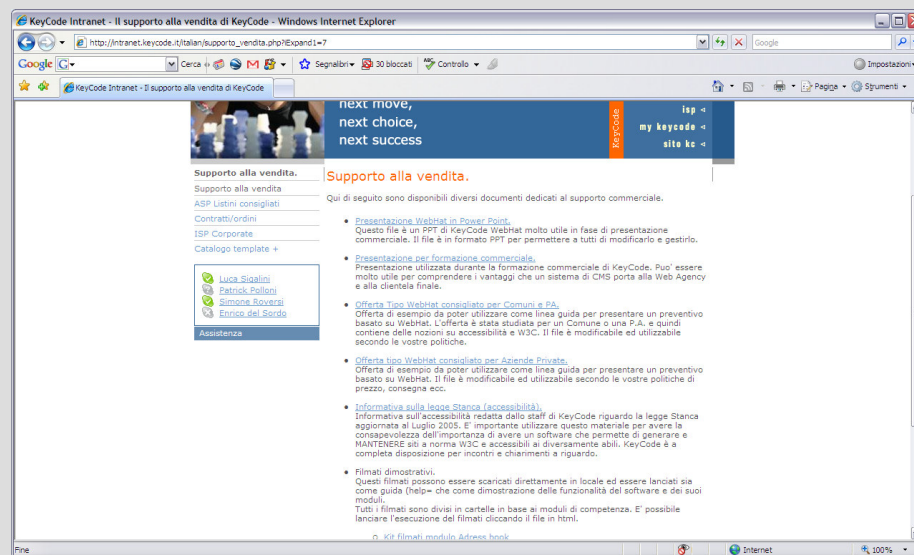 KeyCode Intranet - Il supporto alla vendita di KeyCode - Windows Internet Explorer
http://intranet.keycode.it/italian/supporto_vendita.php?iExpand1=7
Google
Google
G
Cerca
Segnalibri
30 bloccati
Controllo
Impostazioni
KeyCode Intranet - Il supporto alla vendita di KeyCode
Pagina
Strumenti
next move,
next choice,
next success
KeyCode
isp
my keycode
sito kc
Supporto alla vendita.
Supporto alla vendita
ASP Listini consigliati
Contratti/ordini
ISP Corporate
Catalogo template +
Luca Sigalini
Patrick Polloni
Simone Roversi
Enrico del Sordo
Assistenza
Supporto alla vendita.
Qui di seguito sono disponibili diversi documenti dedicati al supporto commerciale.
Presentazione WebHat in Power Point.
Questo file è un PPT di KeyCode WebHat molto utile in fase di presentazione
commerciale. Il file è in formato PPT per permettere a tutti di modificarlo e gestirlo.
Presentazione per formazione commerciale.
Presentazione utilizzata durante la formazione commerciale di KeyCode. Puo' essere
molto utile per comprendere i vantaggi che un sistema di CMS porta alla Web Agency
e alla clientela finale.
Offerta Tipo WebHat consigliato per Comuni e PA.
Offerta di esempio da poter utilizzare come linea guida per presentare un preventivo
basato su WebHat. L'offerta è stata studiata per un Comune o una P.A. e quindi
contiene delle nozioni su accessibilità e W3C. Il file è modificabile ed utilizzabile
secondo le vostre politiche.
Offerta tipo WebHat consigliato per Aziende Private.
Offerta di esempio da poter utilizzare come linea guida per presentare un preventivo
basato su WebHat. Il file è modificabile ed utilizzabile secondo le vostre politiche di
prezzo, consegna ecc.
Informativa sulla legge Stanca (accessibilità).
Informativa sull'accessibilità redatta dallo staff di KeyCode riguardo la legge Stanca
aggiornata al Luglio 2005. E' importante utilizzare questo materiale per avere la
consapevolezza dell'importanza di avere un software che permette di generare e
MANTENERE siti a norma W3C e accessibili ai diversamente abili. KeyCode è a
completa disposizione per incontri e chiarimenti a riguardo.
Filmati dimostrativi.
Questi filmati possono essere scaricati direttamente in locale ed essere lanciati sia
come guida (help= che come dimostrazione delle funzionalità del software e dei suoi
moduli.
Tutti i filmati sono divisi in cartelle in base ai moduli di competenza. E' possibile
lanciare l'esecuzione del filmati cliccando il file in html.
0. Kit filmati modulo Adress book
Fine
Internet
100%